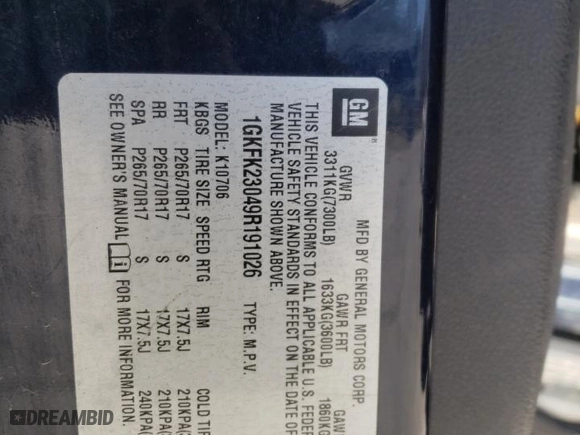 GM
MFD BY GENERAL MOTORS CORP.
GVWR GAWR FRT
3311KG(7300LB) 1633KG(3600LB) 1860KG
THIS VEHICLE CONFORMS TO ALL APPLICABLE U.S. FEDER
VEHICLE SAFETY STANDARDS IN EFFECT ON THE DATE OF
MANUFACTURE SHOWN ABOVE.
1GKFK23049R191026 TYPE: M.P.V.
MODEL: K10706
KBGS TIRE SIZE SPEED RTG RIM COLD TIR
FRT P265/70R17 S 17X7.5J 210KPA(
RR P265/70R17 S 17X7.5J 210KPA(
SPA P265/70R17 S 17X7.5J 240KPA(
SEE OWNER'S MANUAL FOR MORE INFORMATION.
DREAMBID